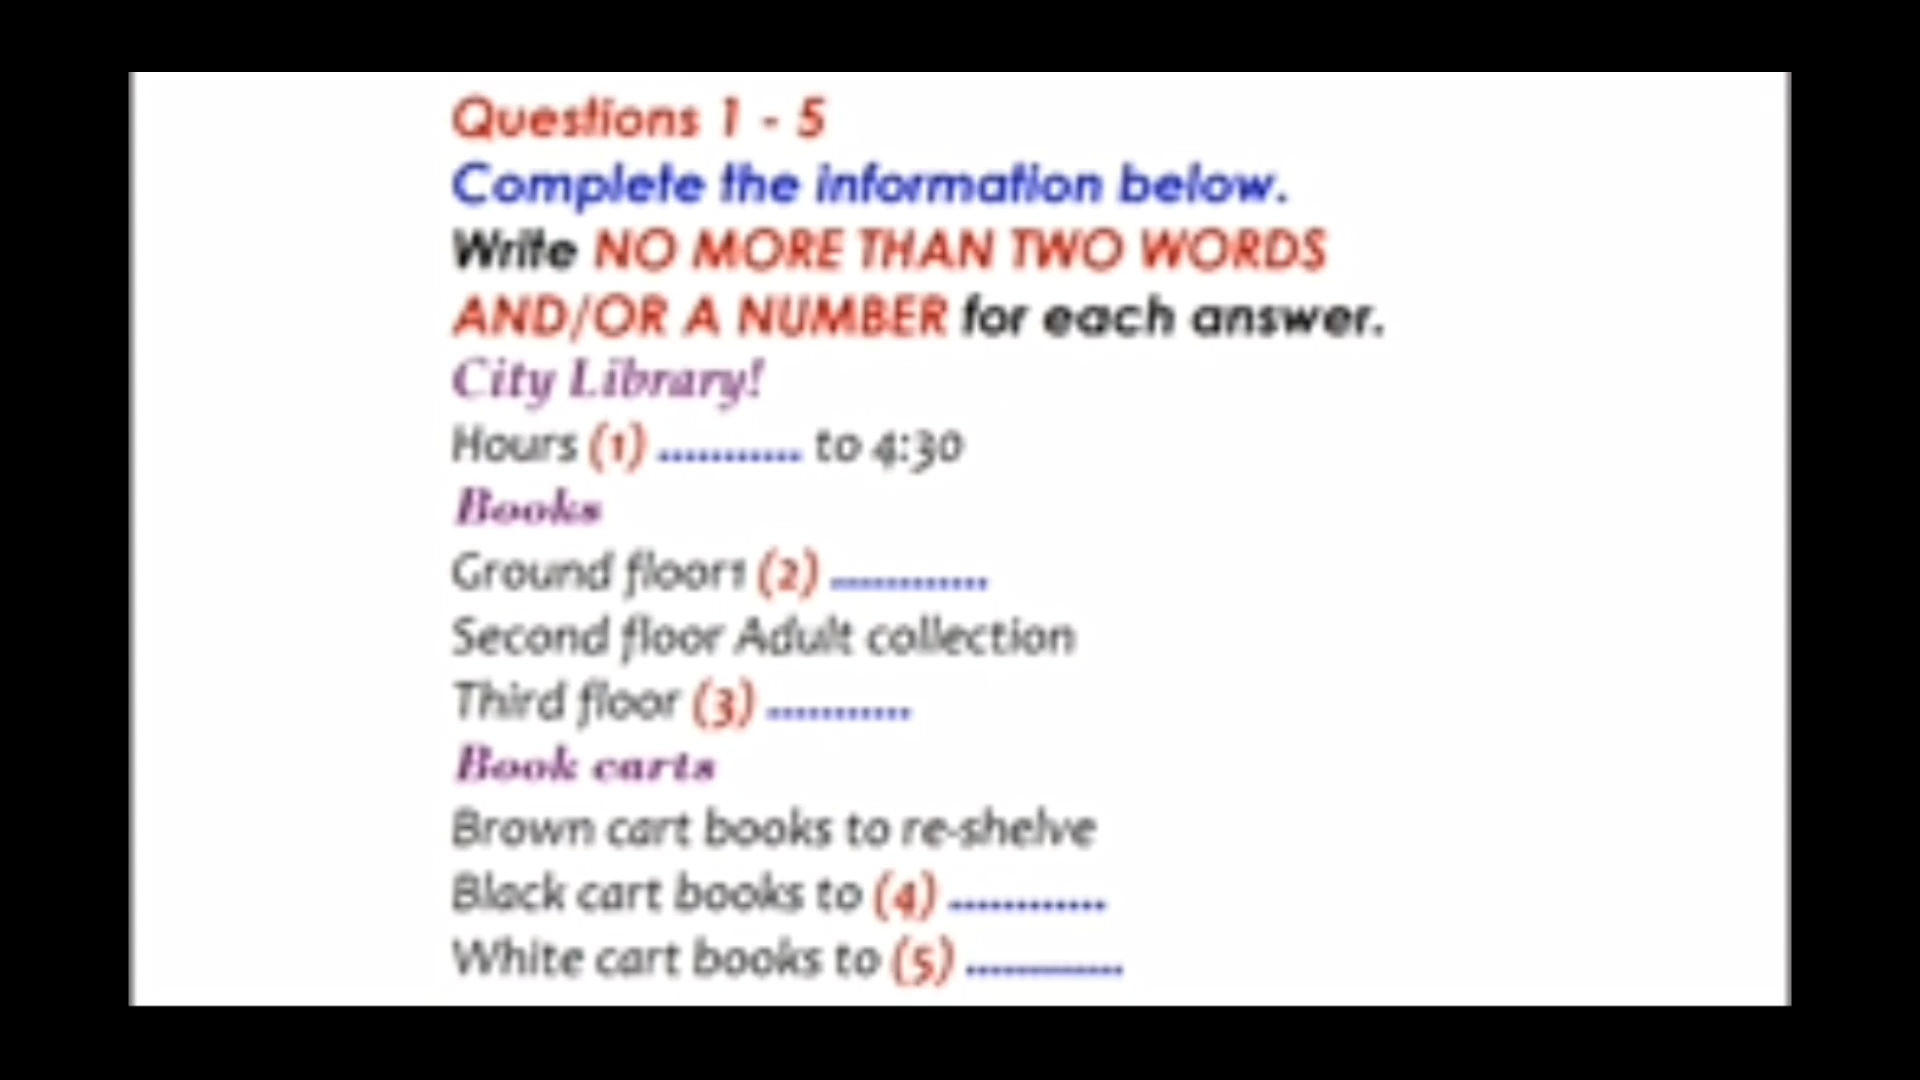 Questions 1 - 5
Complete the information below.
Write NO MORE THAN TWO WORDS
AND/OR A NUMBER for each answer.
City Library!
Hours (1) ........... to 4:30
Books
Ground floor1 (2) ............
Second floor Adult collection
Third floor (3) ...........
Book carts
Brown cart books to re-shelve
Black cart books to (4) ............
White cart books to (5) ............